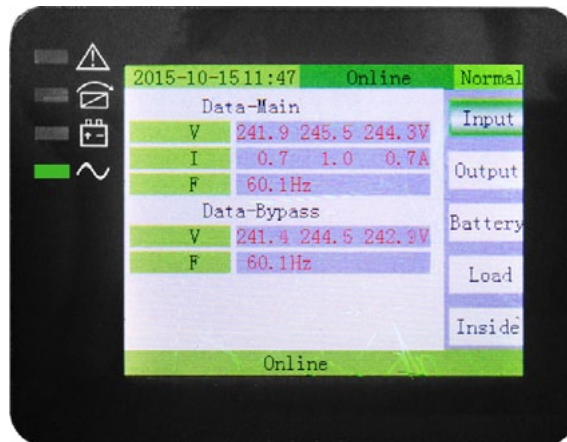 2015-10-15 11:47 Online Normal
Data-Main
V 241.9 245.5 244.3V
I 0.7 1.0 0.7A
F 60.1Hz
Data-Bypass
V 241.4 244.5 242.9V
F 60.1Hz
Online
Input
Output
Battery
Load
Inside